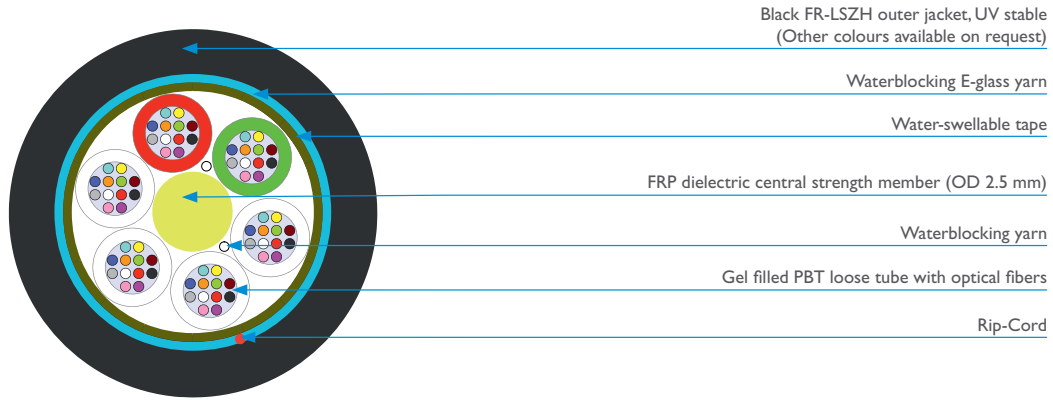 Black FR-LSZH outer jacket, UV stable
(Other colours available on request)
Waterblocking E-glass yarn
Water-swellable tape
FRP dielectric central strength member (OD 2.5 mm)
Waterblocking yarn
Gel filled PBT loose tube with optical fibers
Rip-Cord